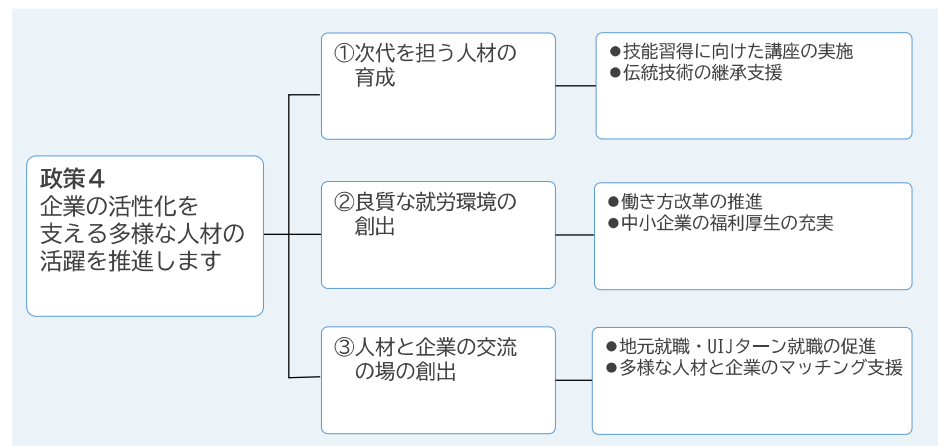 政策４
企業の活性化を
支える多様な人材の
活躍を推進します
①次代を担う人材の
育成
●技能習得に向けた講座の実施
●伝統技術の継承支援
②良質な就労環境の
創出
●働き方改革の推進
●中小企業の福利厚生の充実
③人材と企業の交流
の場の創出
●地元就職・UIJターン就職の促進
●多様な人材と企業のマッチング支援